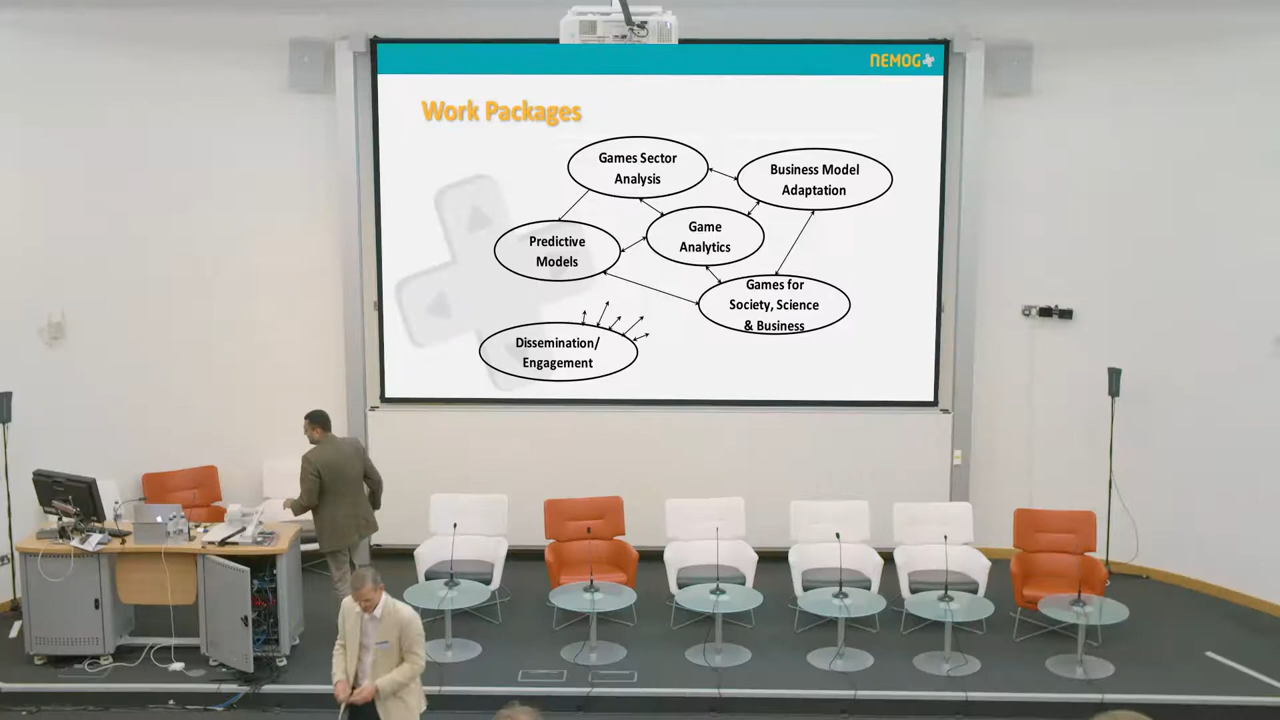 NEMOG
Work Packages
Games Sector
Analysis
Business Model
Adaptation
Game
Analytics
Predictive
Models
Games for
Society, Science
& Business
Dissemination/
Engagement